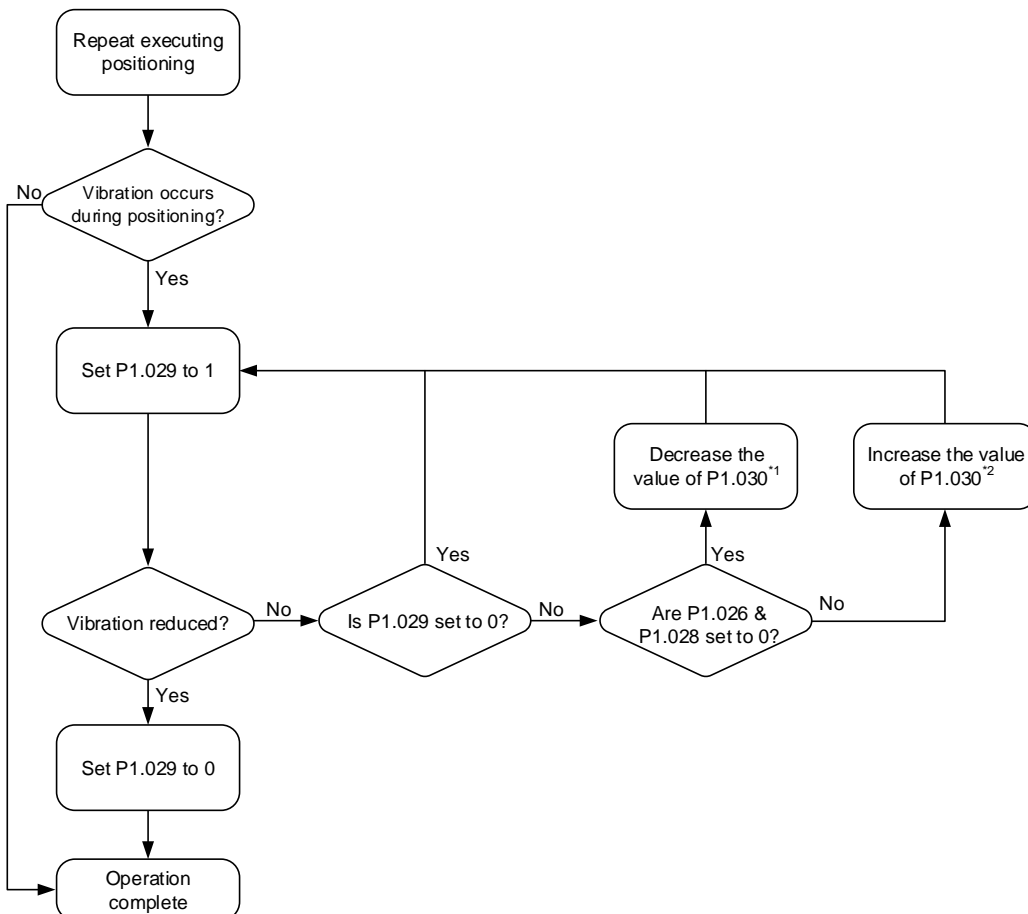 Repeat executing
positioning
No
Vibration occurs
during positioning?
Yes
Set P1.029 to 1
Decrease the
value of P1.030*1
Increase the value
of P1.030*2
Yes
Yes
Vibration reduced?
No
Is P1.029 set to 0?
No
Are P1.026 &
P1.028 set to 0?
No
Yes
Set P1.029 to 0
Operation
complete